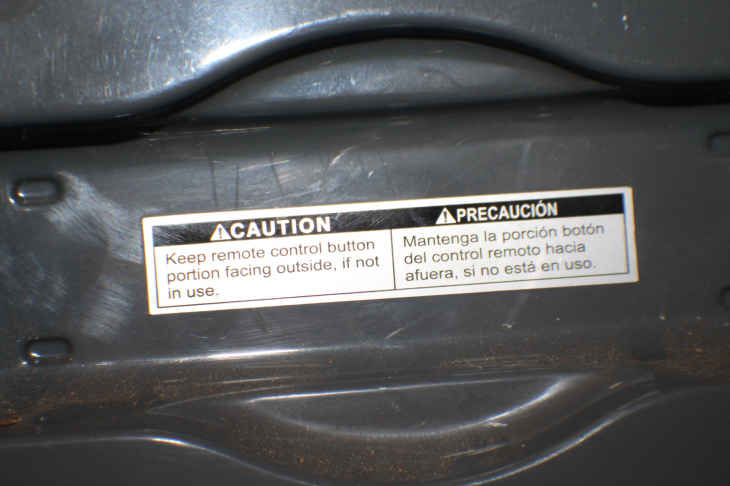 CAUTION
Keep remote control button
portion facing outside, if not
in use.
PRECAUCIÓN
Mantenga la porción botón
del control remoto hacia
afuera, si no está en uso.